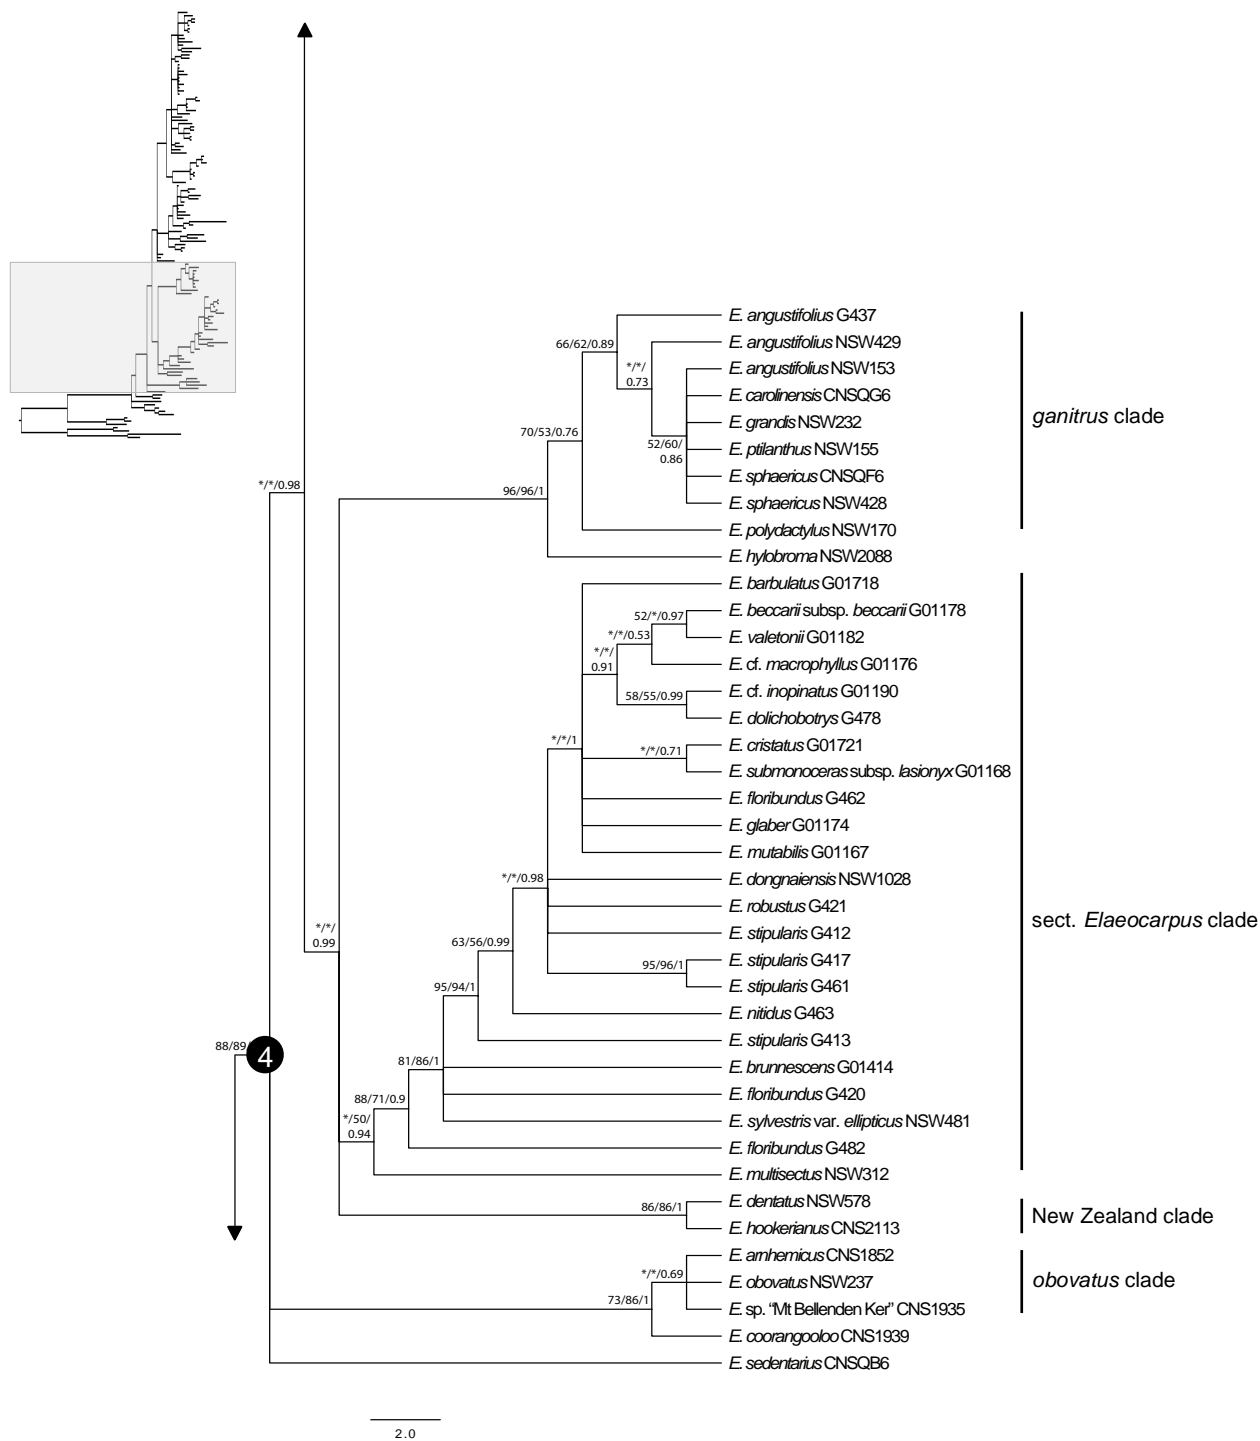 E. angustifolius G437
66/62/0.89
E. angustifolius NSW429
*/*/
0.73
E. angustifolius NSW153
E. carolinensis CNSQG6
ganitrus clade
E. grandis NSW232
70/53/0.76
52/60/
0.86
E. ptilanthus NSW155
E. sphaericus CNSQF6
*/*/0.98
96/96/1
E. sphaericus NSW428
E. polydactylus NSW170
E. hylobroma NSW2088
E. barbulatus G01718
E. beccarii subsp. beccarii G01178
52/*/0.97
*/*/0.53
E. valetonii G01182
*/*/
0.91
E. cf. macrophyllus G01176
58/55/0.99
E. cf. inopinatus G01190
E. dolichobotrys G478
*/*/1
E. cristatus G01721
*/*/0.71
E. submonoceras subsp. lasionyx G01168
E. floribundus G462
E. glaber G01174
E. mutabilis G01167
*/*/0.98
E. dongnaiensis NSW1028
E. robustus G421
sect. Elaeocarpus clade
*/*/
0.99
E. stipularis G412
63/56/0.99
E. stipularis G417
95/96/1
E. stipularis G461
95/94/1
E. nitidus G463
E. stipularis G413
88/89/
4
81/86/1
E. brunnescens G01414
E. floribundus G420
88/71/0.9
*/50/
0.94
E. sylvestris var. ellipticus NSW481
E. floribundus G482
E. multisectus NSW312
E. dentatus NSW578
86/86/1
New Zealand clade
E. hookerianus CNS2113
E. arnhemicus CNS1852
*/*/0.69
E. obovatus NSW237
obovatus clade
73/86/1
E. sp. “Mt Bellenden Ker” CNS1935
E. coorangooloo CNS1939
E. sedentarius CNSQB6
2.0